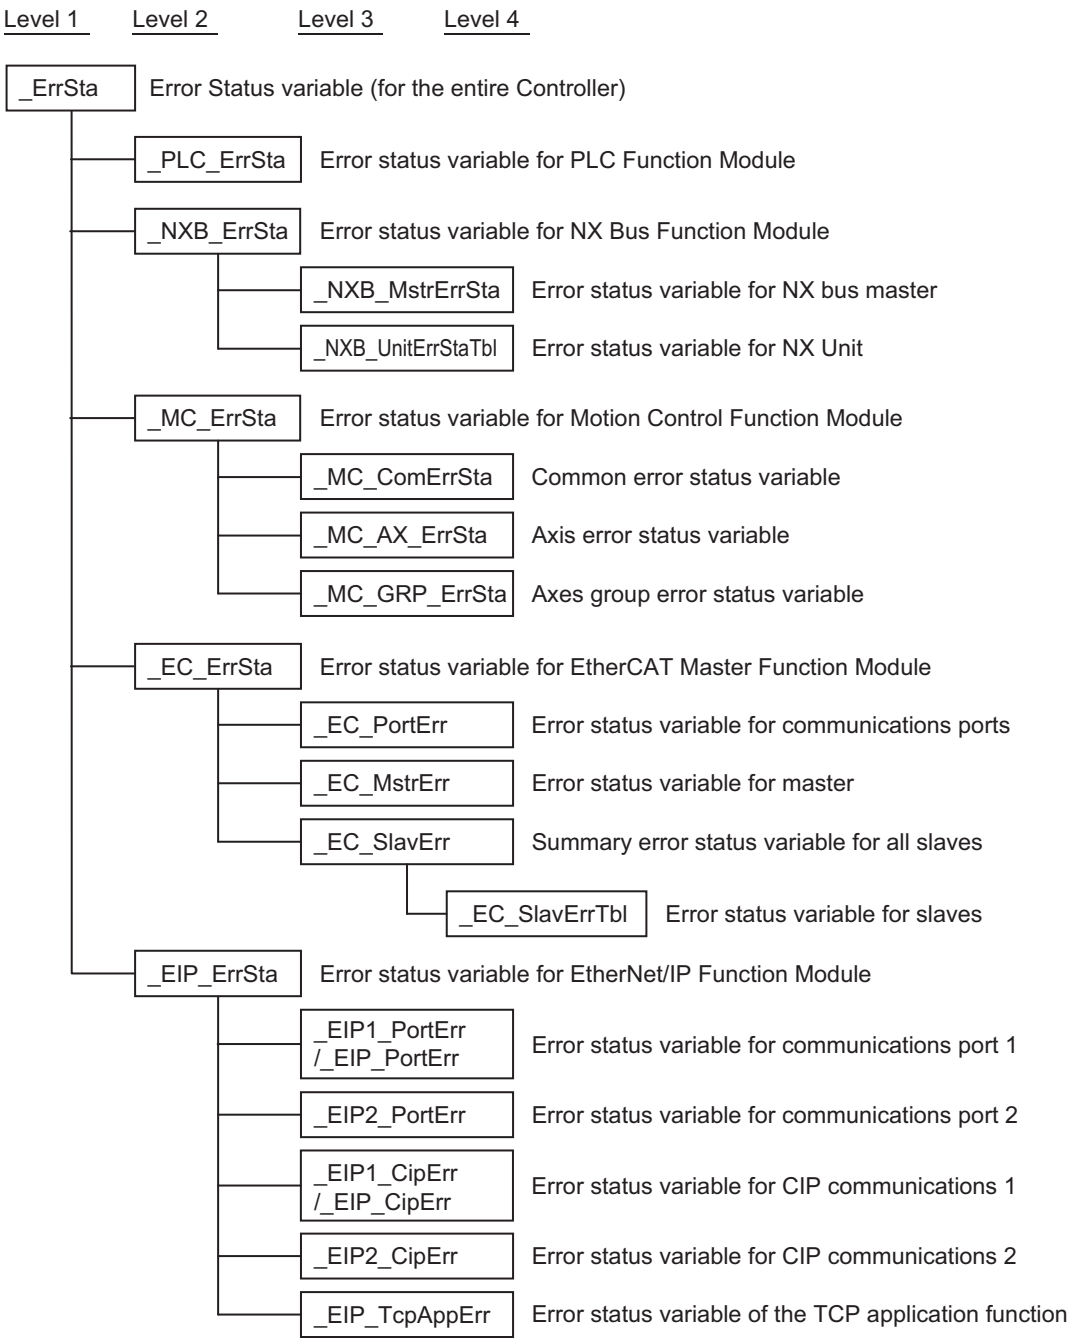 Level 1 Level 2 Level 3 Level 4
_ErrSta Error Status variable (for the entire Controller)
_PLC_ErrSta Error status variable for PLC Function Module
_NXB_ErrSta Error status variable for NX Bus Function Module
_NXB_MstrErrSta Error status variable for NX bus master
_NXB_UnitErrStaTbl Error status variable for NX Unit
_MC_ErrSta Error status variable for Motion Control Function Module
_MC_ComErrSta Common error status variable
_MC_AX_ErrSta Axis error status variable
_MC_GRP_ErrSta Axes group error status variable
_EC_ErrSta Error status variable for EtherCAT Master Function Module
_EC_PortErr Error status variable for communications ports
_EC_MstrErr Error status variable for master
_EC_SlavErr Summary error status variable for all slaves
_EC_SlavErrTbl Error status variable for slaves
_EIP_ErrSta Error status variable for EtherNet/IP Function Module
_EIP1_PortErr
/_EIP_PortErr Error status variable for communications port 1
_EIP2_PortErr Error status variable for communications port 2
_EIP1_CipErr
/_EIP_CipErr Error status variable for CIP communications 1
_EIP2_CipErr Error status variable for CIP communications 2
_EIP_TcpAppErr Error status variable of the TCP application function